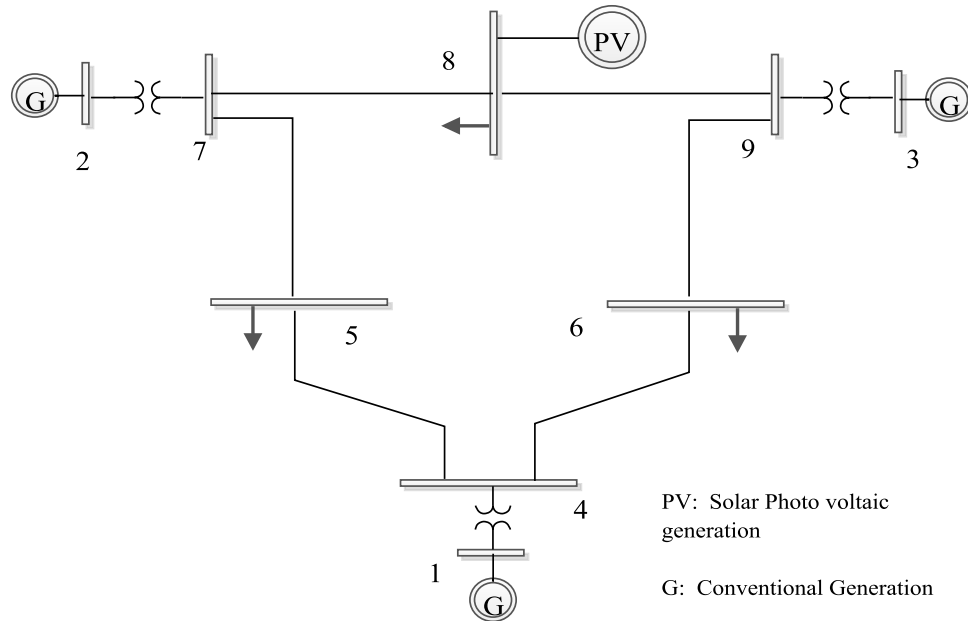 PV
8
G
G
2
7
9
3
5
6
4
PV: Solar Photo voltaic
generation
1
G: Conventional Generation
G